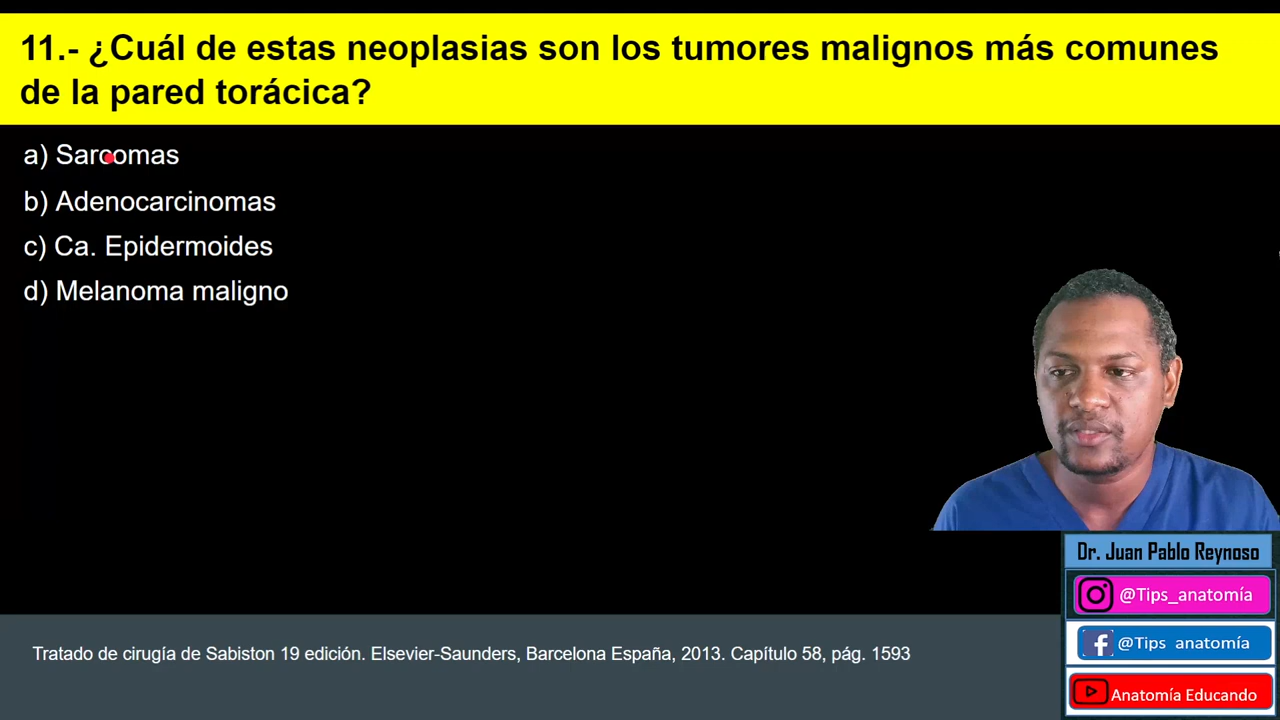 11.- ¿Cuál de estas neoplasias son los tumores malignos más comunes
de la pared torácica?
a) Sarcomas
b) Adenocarcinomas
c) Ca. Epidermoides
d) Melanoma maligno
Dr. Juan Pablo Reynoso
@Tips_anatomía
@Tips anatomía
Tratado de cirugía de Sabiston 19 edición. Elsevier-Saunders, Barcelona España, 2013. Capítulo 58, pág. 1593
Anatomía Educando